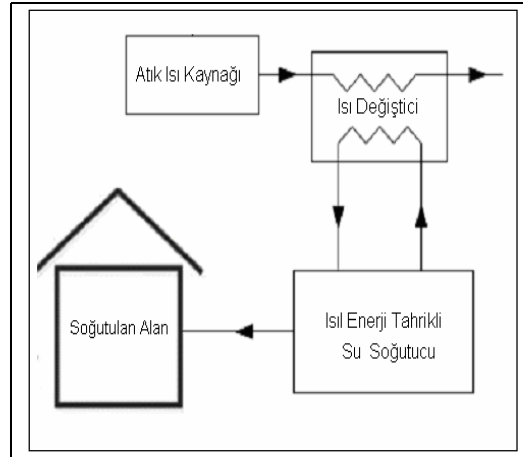 Atık Isı Kaynağı
Isı Değiştici
Soğutulan Alan
Isıl Enerji Tahrikli
Su Soğutucu